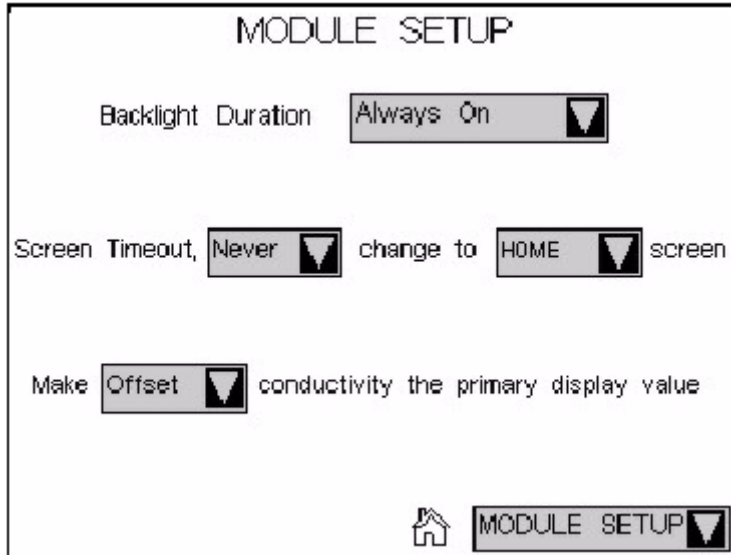 MODULE SETUP
Backlight Duration Always On
Screen Timeout, Never change to HOME screen
Make Offset conductivity the primary display value
MODULE SETUP